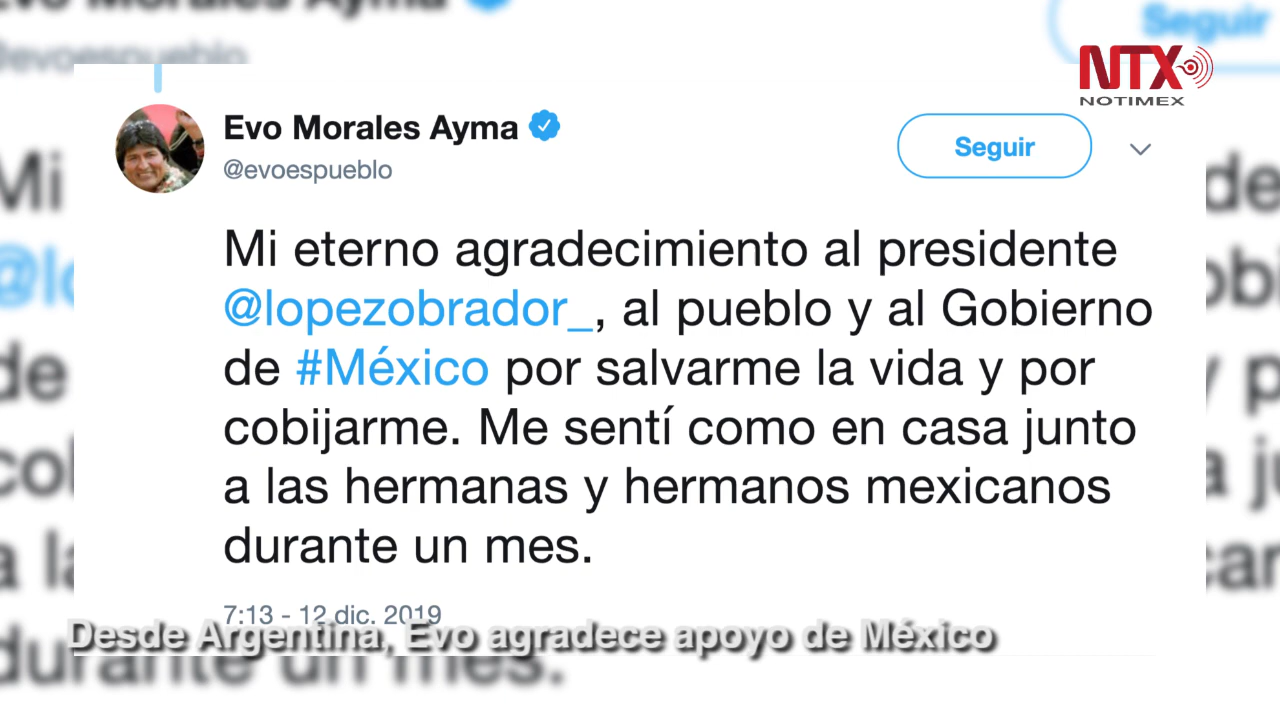 NTX
NOTIMEX
Evo Morales Ayma
@evoespueblo
Seguir
Mi eterno agradecimiento al presidente
@lopezobrador_, al pueblo y al Gobierno
de #México por salvarme la vida y por
cobijarme. Me sentí como en casa junto
a las hermanas y hermanos mexicanos
durante un mes.
7:13 - 12 dic. 2019
Desde Argentina, Evo agradece apoyo de México